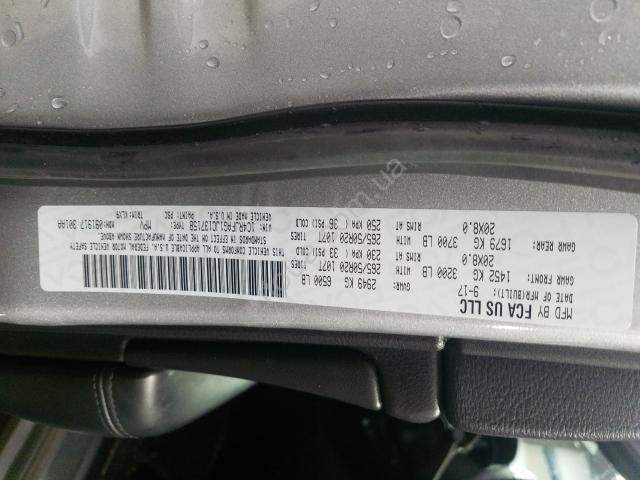 MFD BY FCA US LLC
DATE OF MFR(BUILT): 9-17 GVWR: 2949 KG 6500 LB
GAWR FRONT: 1452 KG 3200 LB WITH TIRES 265/50R20 107T
20X8.0 RIMS AT 230 KPA/ 33 PSI COLD
GAWR REAR: 1679 KG 3700 LB WITH TIRES 265/50R20 107T
20X8.0 RIMS AT 250 KPA/ 36 PSI COLD
THIS VEHICLE CONFORMS TO ALL APPLICABLE U.S.A. FEDERAL MOTOR VEHICLE SAFETY
STANDARDS IN EFFECT ON THE DATE OF MANUFACTURE SHOWN ABOVE.
TYPE: MPV MDH:091917 301AA
VEHICLE MADE IN U.S.A. PAINT: PSC TRIM: XLV9